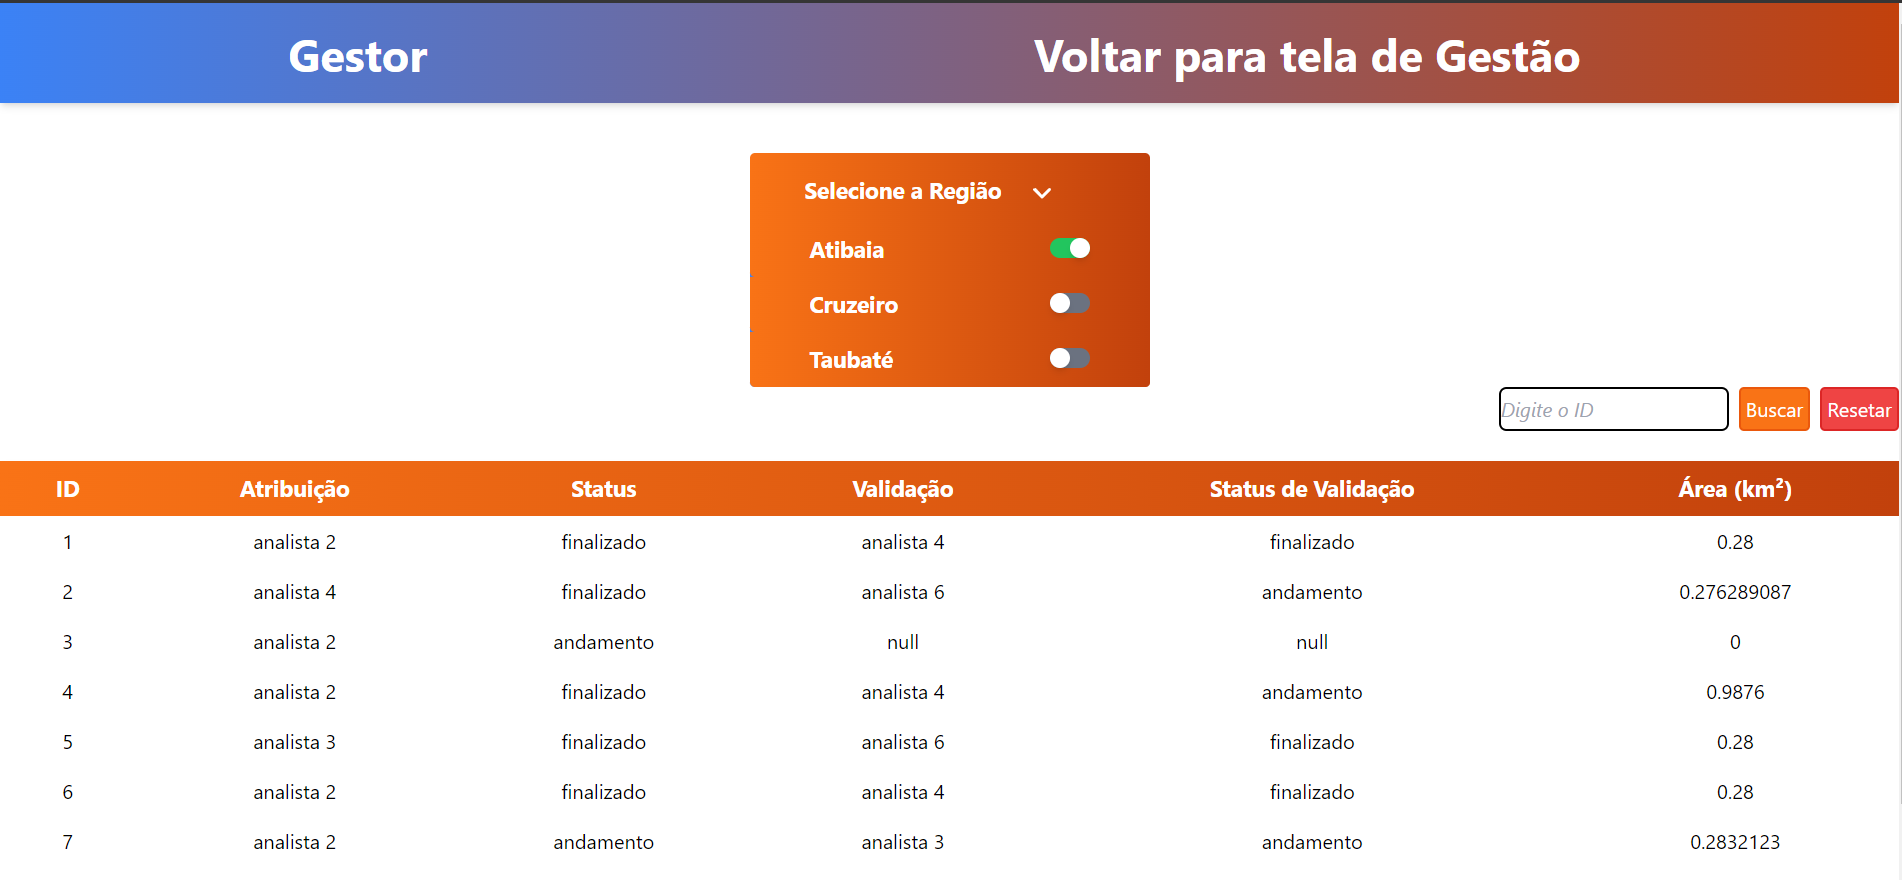 Gestor Voltar para tela de Gestão
Selecione a Região
Atibaia
Cruzeiro
Taubaté
Digite o ID Buscar Resetar
ID Atribuição Status Validação Status de Validação Área (km²)
1 analista 2 finalizado analista 4 finalizado 0.28
2 analista 4 finalizado analista 6 andamento 0.276289087
3 analista 2 andamento null null 0
4 analista 2 finalizado analista 4 andamento 0.9876
5 analista 3 finalizado analista 6 finalizado 0.28
6 analista 2 finalizado analista 4 finalizado 0.28
7 analista 2 andamento analista 3 andamento 0.2832123